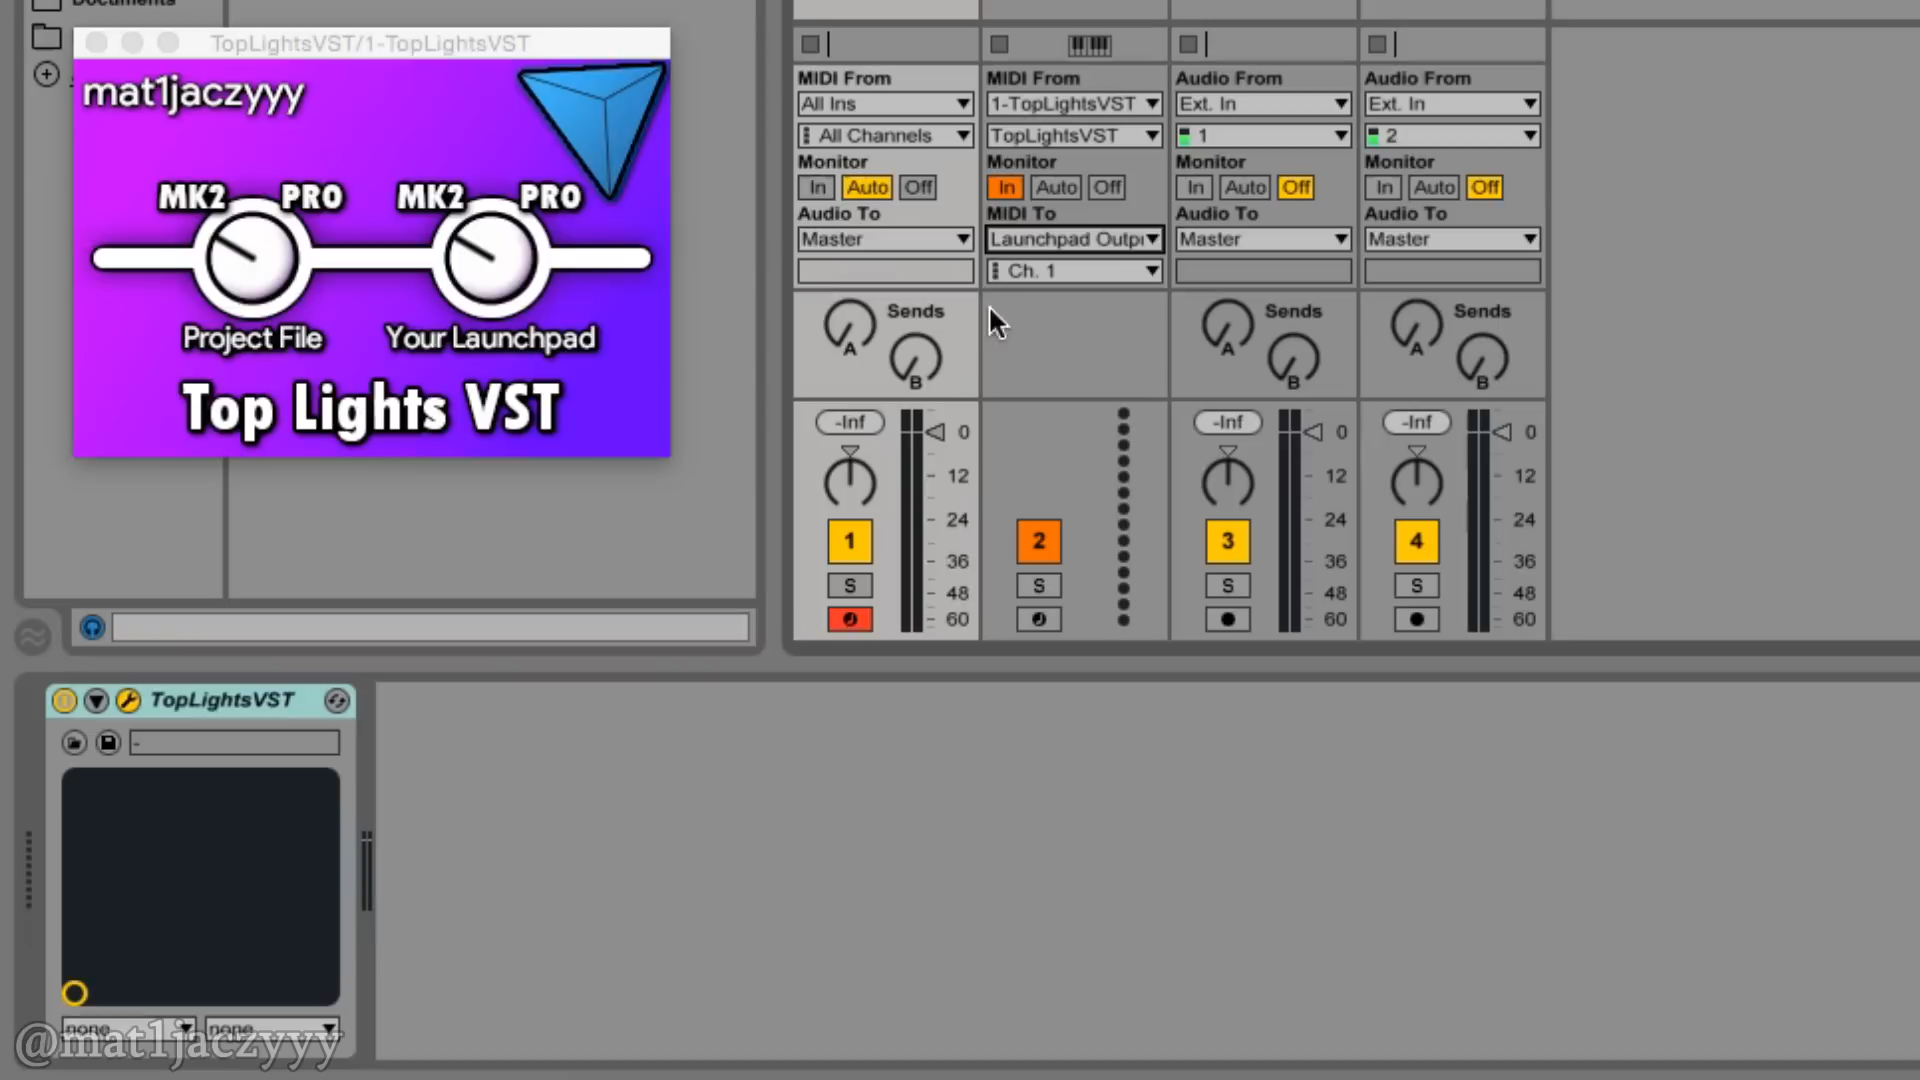 Documents
TopLightsVST/1-TopLightsVST
mat1jaczyyy
MK2 PRO MK2 PRO
Project File Your Launchpad
Top Lights VST
MIDI From MIDI From Audio From Audio From
All Ins 1-TopLightsVST Ext. In Ext. In
All Channels TopLightsVST 1 2
Monitor Monitor Monitor Monitor
In Auto Off In Auto Off In Auto Off In Auto Off
Audio To MIDI To Audio To Audio To
Master Launchpad Outpu Master Master
Ch. 1
Sends Sends Sends
A A A
B B B
-Inf 0 -Inf 0 -Inf 0
12 12 12
24 24 24
1 2 3 4
36 36 36
S S S S
48 48 48
60 60 60
TopLightsVST
-
none none
@mat1jaczyyy